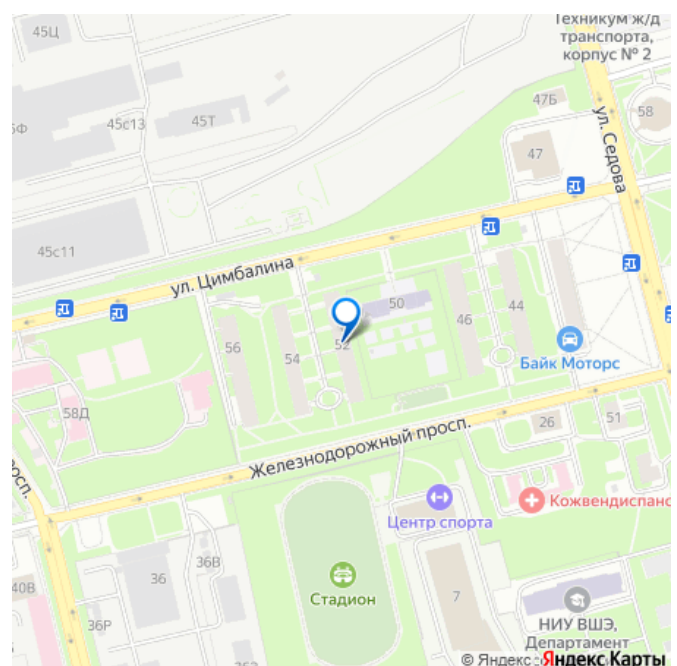 45Ц
Техникум ж/д
транспорта,
корпус № 2
45с13
45Т
47Б
58
47
ул. Седова
45с11
ул. Цимбалина
50
44
46
52
56
54
Байк Моторс
58Д
26
51
Железнодорожный просп.
Кожвендиспанс
Центр спорта
36В
36
40В
Стадион
7
36Р
НИУ ВШЭ,
Департамент
© Яндекс
Яндекс Карты